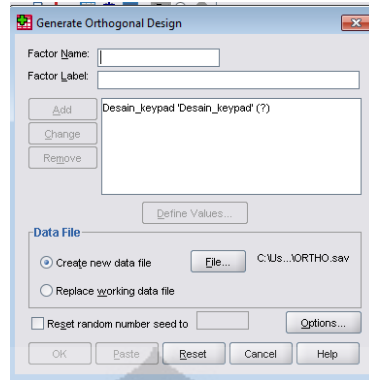 Generate Orthogonal Design
Factor Name:
Factor Label:
Add
Desain_keypad 'Desain_keypad' (?)
Change
Remove
Define Values...
Data File
Create new data file
File...
C:\Us...\ORTHO.sav
Replace working data file
Reset random number seed to
Options...
OK
Paste
Reset
Cancel
Help